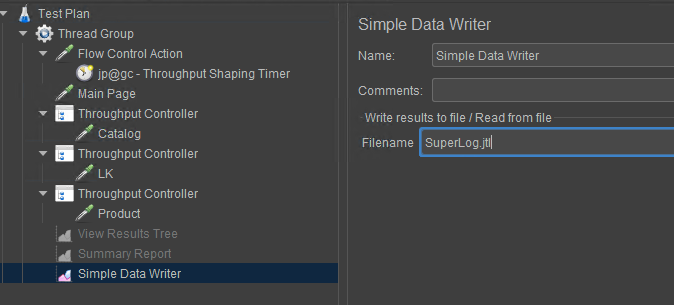 Test Plan
Thread Group
Flow Control Action
jp@gc - Throughput Shaping Timer
Main Page
Throughput Controller
Catalog
Throughput Controller
LK
Throughput Controller
Product
View Results Tree
Summary Report
Simple Data Writer
Simple Data Writer
Name: Simple Data Writer
Comments:
Write results to file / Read from file
Filename SuperLog.jtl